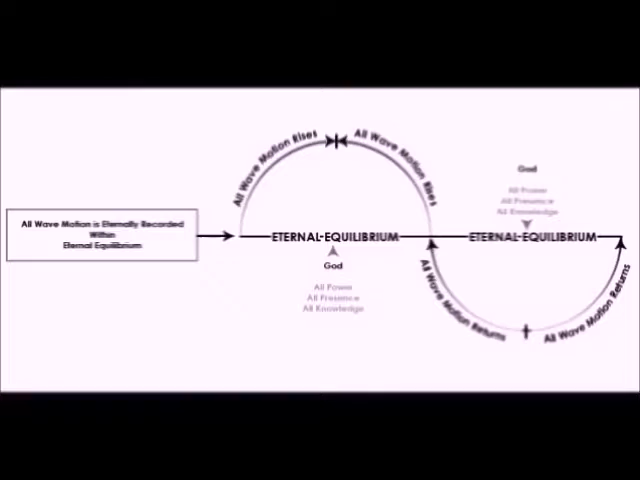 All Wave Motion is Eternally Recorded
Within
Eternal Equilibrium
All Wave Motion Rises
All Wave Motion Rises
ETERNAL-EQUILIBRIUM
God
All Power
All Presence
All Knowledge
God
All Power
All Presence
All Knowledge
ETERNAL-EQUILIBRIUM
All Wave Motion Returns
All Wave Motion Returns